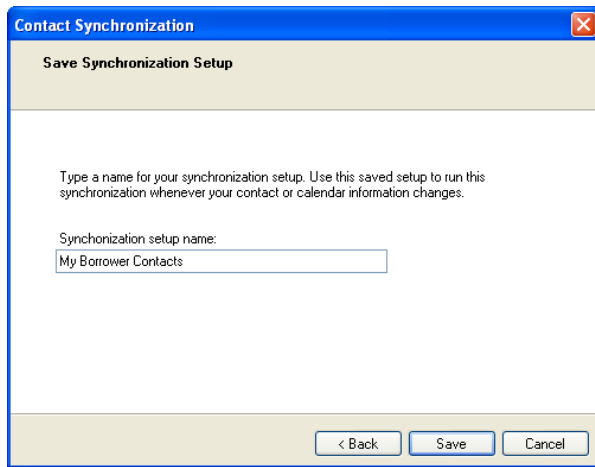 Contact Synchronization
Save Synchronization Setup
Type a name for your synchronization setup. Use this saved setup to run this
synchronization whenever your contact or calendar information changes.
Synchonization setup name:
My Borrower Contacts
< Back Save Cancel